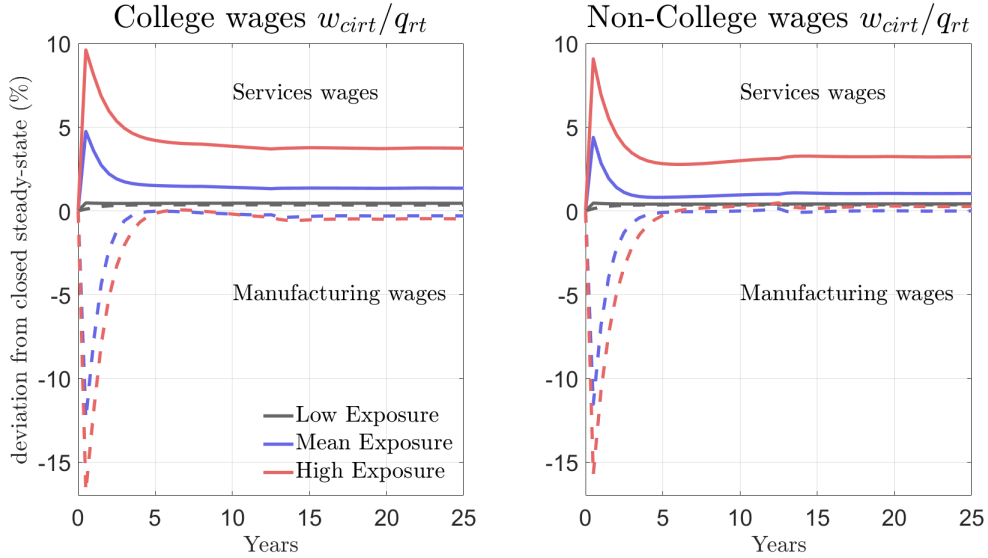 College wages $w_{cirt}/q_{rt}$
Non-College wages $w_{cirt}/q_{rt}$
deviation from closed steady-state (%)
10
5
0
-5
-10
-15
Services wages
Manufacturing wages
Low Exposure
Mean Exposure
High Exposure
0 5 10 15 20 25
Years
10
5
0
-5
-10
-15
Services wages
Manufacturing wages
0 5 10 15 20 25
Years